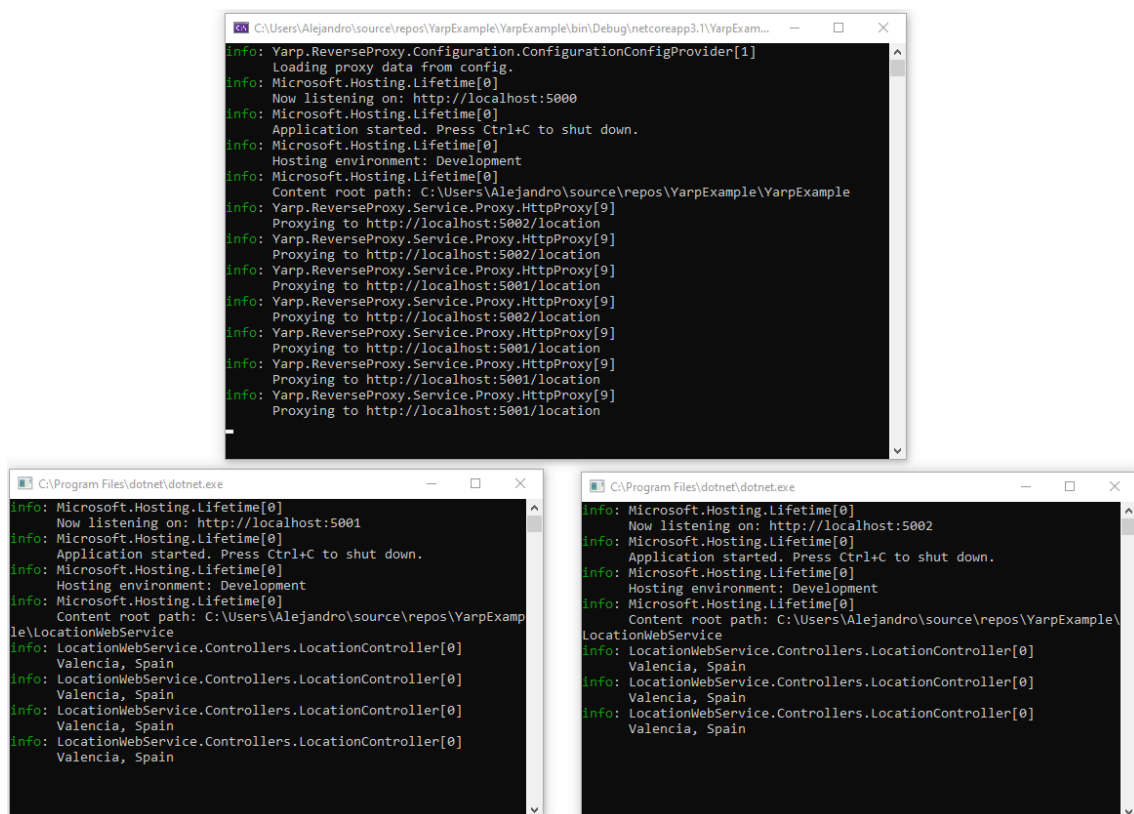 C:\Users\Alejandro\source\repos\YarpExample\YarpExample\bin\Debug\netcoreapp3.1\YarpExam...
info: Yarp.ReverseProxy.Configuration.ConfigurationConfigProvider[1]
Loading proxy data from config.
info: Microsoft.Hosting.Lifetime[0]
Now listening on: http://localhost:5000
info: Microsoft.Hosting.Lifetime[0]
Application started. Press Ctrl+C to shut down.
info: Microsoft.Hosting.Lifetime[0]
Hosting environment: Development
info: Microsoft.Hosting.Lifetime[0]
Content root path: C:\Users\Alejandro\source\repos\YarpExample\YarpExample
info: Yarp.ReverseProxy.Service.Proxy.HttpProxy[9]
Proxying to http://localhost:5002/location
info: Yarp.ReverseProxy.Service.Proxy.HttpProxy[9]
Proxying to http://localhost:5002/location
info: Yarp.ReverseProxy.Service.Proxy.HttpProxy[9]
Proxying to http://localhost:5001/location
info: Yarp.ReverseProxy.Service.Proxy.HttpProxy[9]
Proxying to http://localhost:5002/location
info: Yarp.ReverseProxy.Service.Proxy.HttpProxy[9]
Proxying to http://localhost:5001/location
info: Yarp.ReverseProxy.Service.Proxy.HttpProxy[9]
Proxying to http://localhost:5001/location
info: Yarp.ReverseProxy.Service.Proxy.HttpProxy[9]
Proxying to http://localhost:5001/location
C:\Program Files\dotnet\dotnet.exe
info: Microsoft.Hosting.Lifetime[0]
Now listening on: http://localhost:5001
info: Microsoft.Hosting.Lifetime[0]
Application started. Press Ctrl+C to shut down.
info: Microsoft.Hosting.Lifetime[0]
Hosting environment: Development
info: Microsoft.Hosting.Lifetime[0]
Content root path: C:\Users\Alejandro\source\repos\YarpExamp
le\LocationWebService
info: LocationWebService.Controllers.LocationController[0]
Valencia, Spain
info: LocationWebService.Controllers.LocationController[0]
Valencia, Spain
info: LocationWebService.Controllers.LocationController[0]
Valencia, Spain
info: LocationWebService.Controllers.LocationController[0]
Valencia, Spain
C:\Program Files\dotnet\dotnet.exe
info: Microsoft.Hosting.Lifetime[0]
Now listening on: http://localhost:5002
info: Microsoft.Hosting.Lifetime[0]
Application started. Press Ctrl+C to shut down.
info: Microsoft.Hosting.Lifetime[0]
Hosting environment: Development
info: Microsoft.Hosting.Lifetime[0]
Content root path: C:\Users\Alejandro\source\repos\YarpExample\
LocationWebService
info: LocationWebService.Controllers.LocationController[0]
Valencia, Spain
info: LocationWebService.Controllers.LocationController[0]
Valencia, Spain
info: LocationWebService.Controllers.LocationController[0]
Valencia, Spain